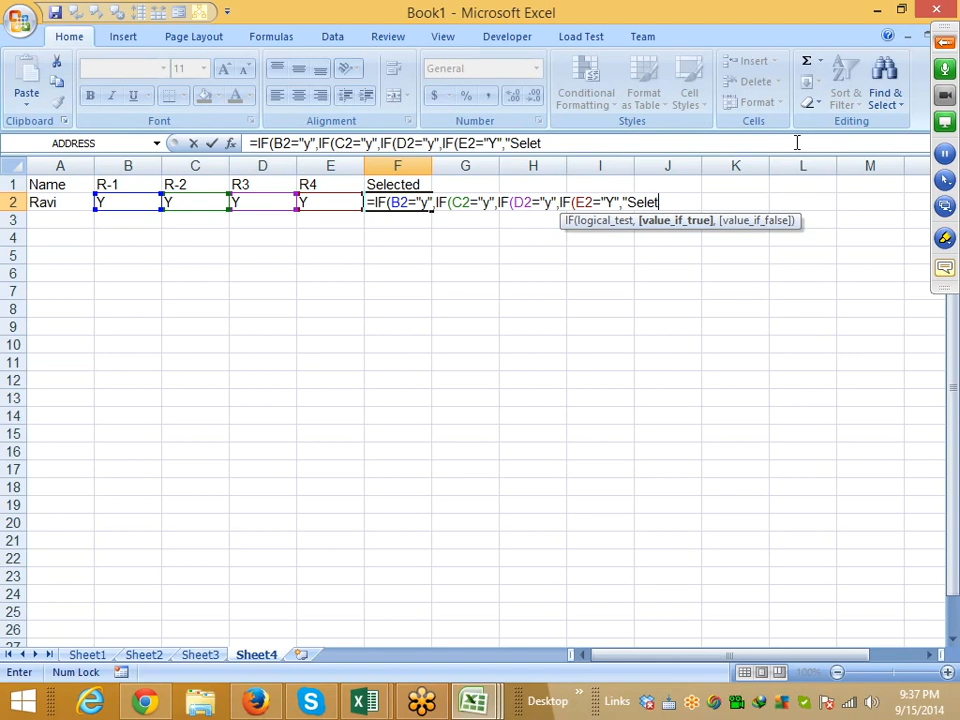 Book1 - Microsoft Excel
Home Insert Page Layout Formulas Data Review View Developer Load Test Team
Paste
Clipboard
11
Font
Alignment
General
Number
Conditional Formatting
Format as Table
Cell Styles
Styles
Insert
Delete
Format
Cells
Sort & Filter
Find & Select
Editing
ADDRESS
=IF(B2="y",IF(C2="y",IF(D2="y",IF(E2="Y","Selet
A B C D E F G H I J K L M
1 Name R-1 R-2 R3 R4 Selected
2 Ravi Y Y Y Y =IF(B2="y",IF(C2="y",IF(D2="y",IF(E2="Y","Selet
IF(logical_test, [value_if_true], [value_if_false])
3
4
5
6
7
8
9
10
11
12
13
14
15
16
17
18
19
20
21
22
23
24
25
26
27
Sheet1 Sheet2 Sheet3 Sheet4
Enter Num Lock 100%
Desktop Links 9:37 PM
9/15/2014